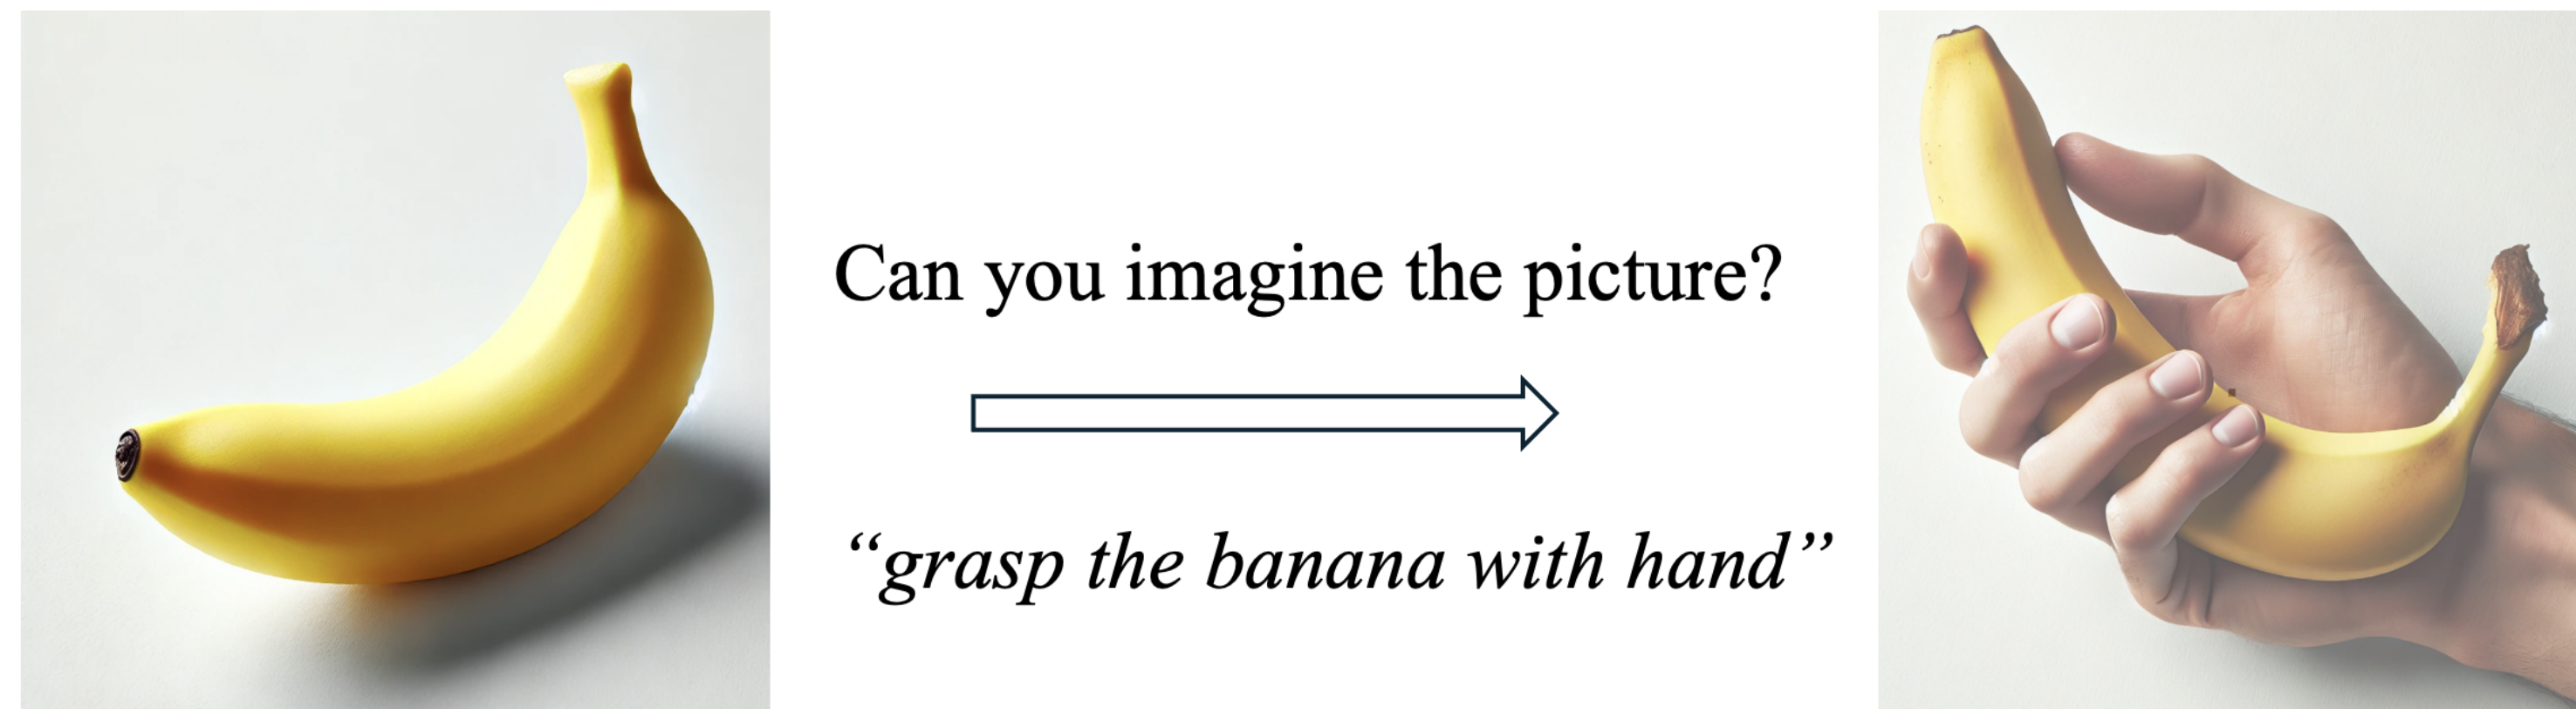 Can you imagine the picture?
“grasp the banana with hand”